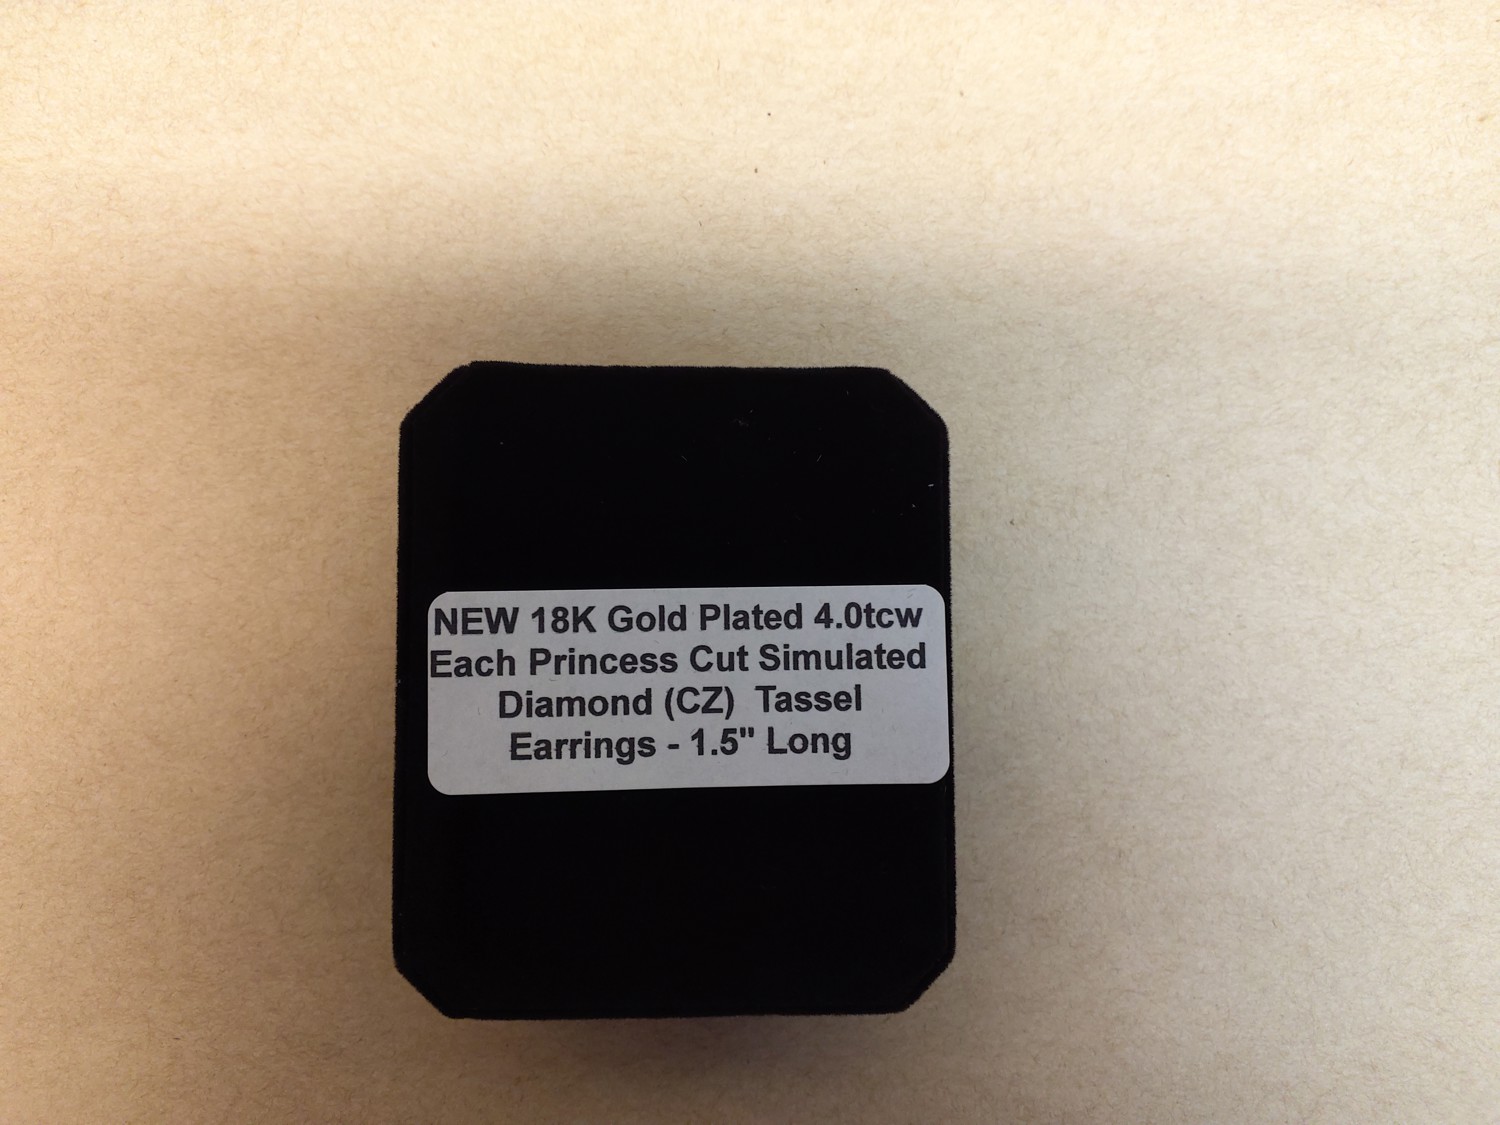 NEW 18K Gold Plated 4.0tcw
Each Princess Cut Simulated
Diamond (CZ)  Tassel
Earrings - 1.5" Long